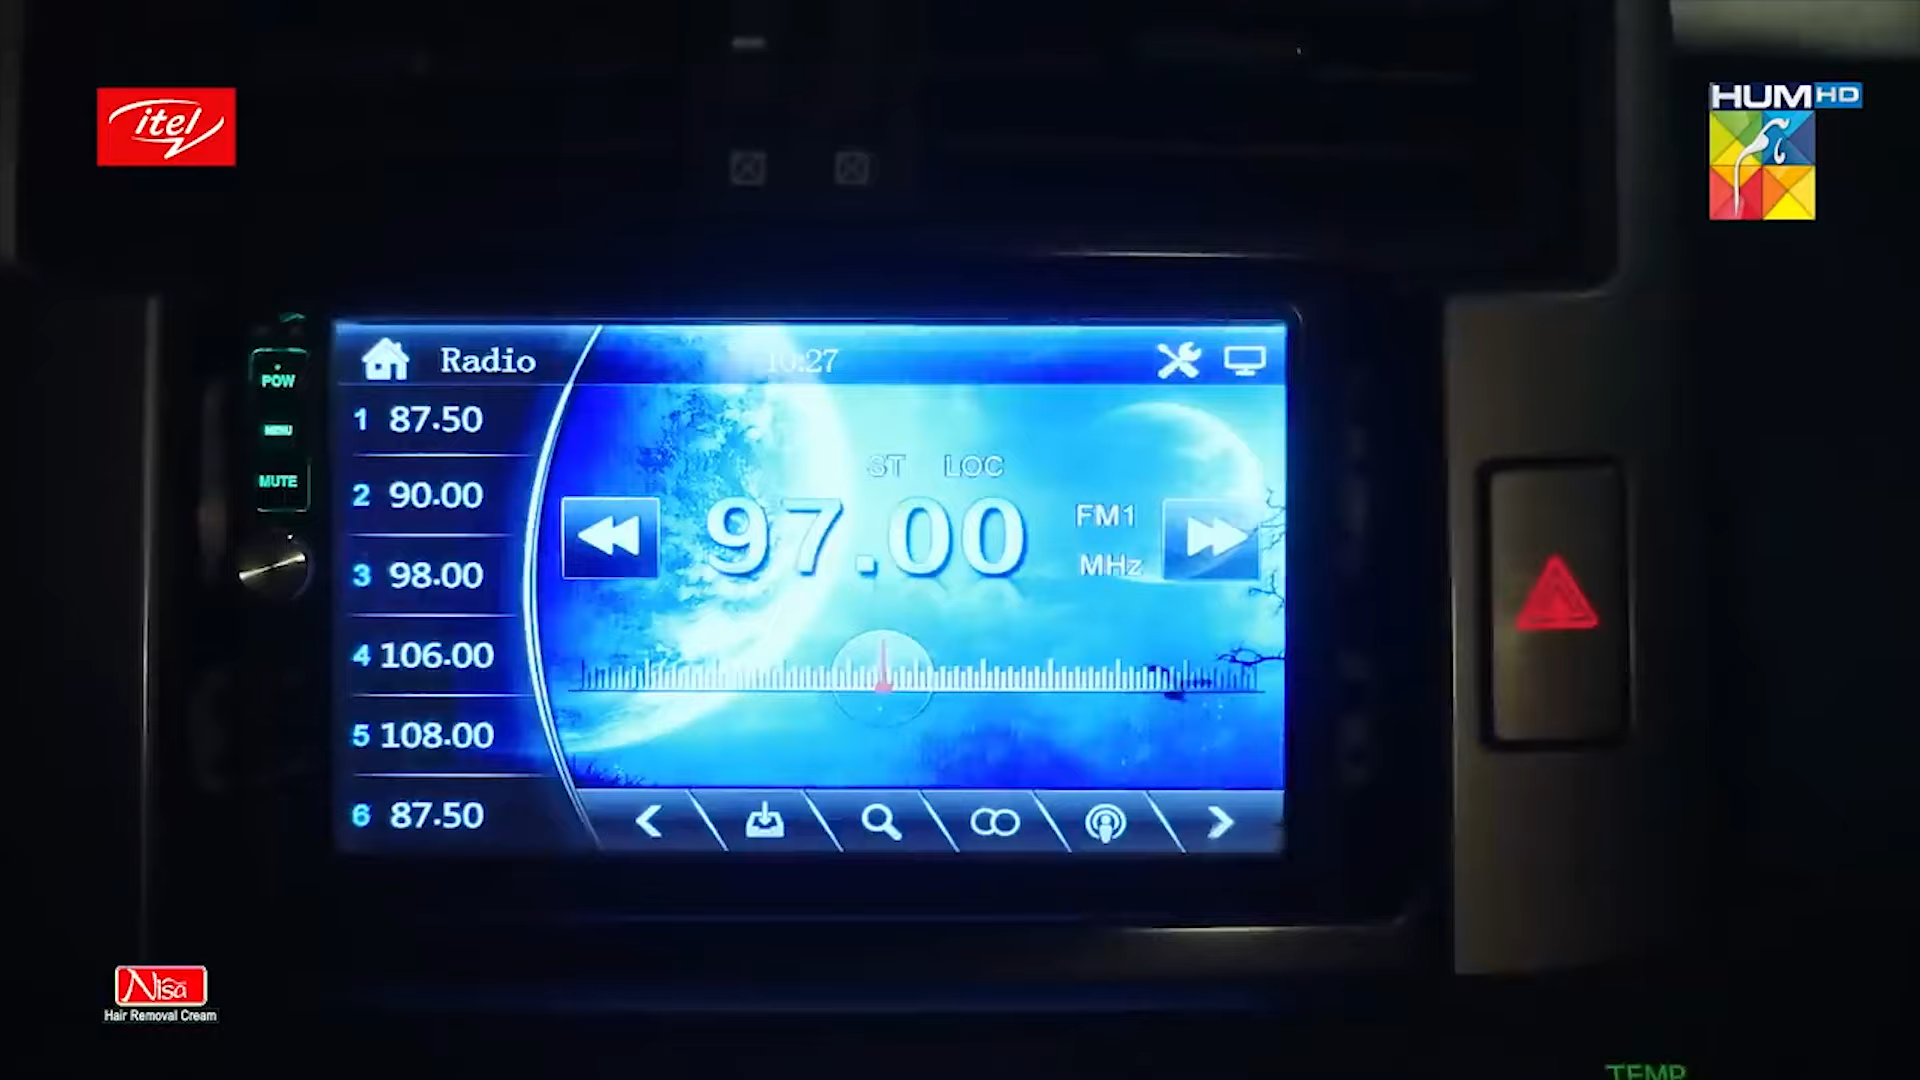 itel
HUM HD
Radio
10:27
POW
MENU
MUTE
1 87.50
2 90.00
3 98.00
4 106.00
5 108.00
6 87.50
ST LOC
97.00
FM1
MHz
Nisa
Hair Removal Cream
TEMP